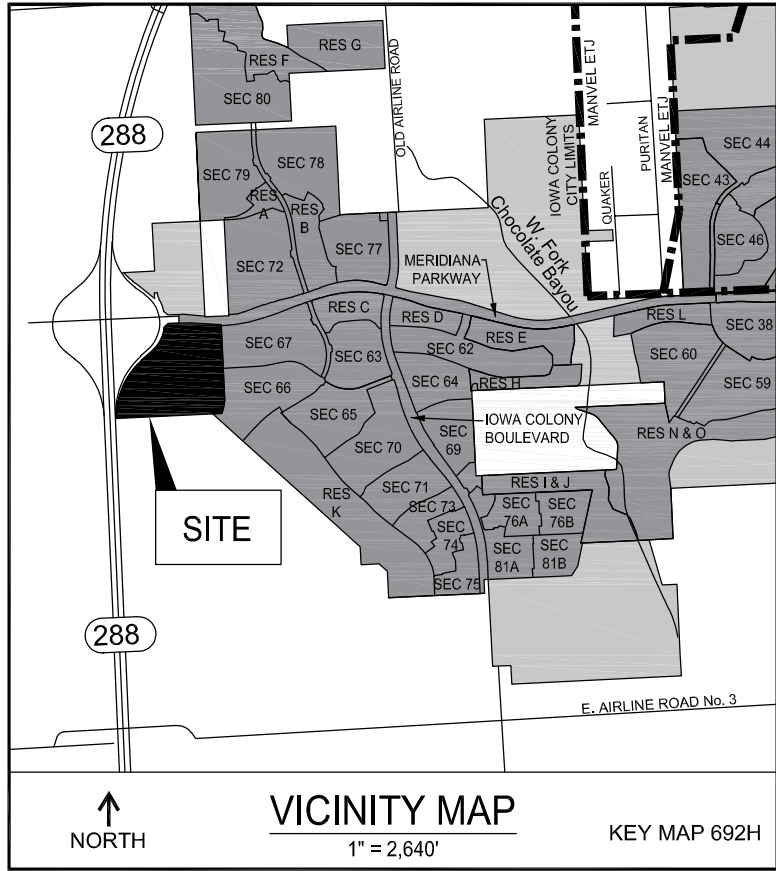 RES G
RES F
SEC 80
OLD AIRLINE ROAD
288
SEC 79
SEC 78
RES
A
RES
B
SEC 77
SEC 72
IOWA COLONY
CITY LIMITS
MANVEL ETJ
QUAKER
PURITAN
MANVEL ETJ
SEC 44
SEC 43
SEC 46
W. Fork
Chocolate Bayou
MERIDIANA
PARKWAY
RES C
RES D
RES E
RES L
SEC 38
SEC 67
SEC 63
SEC 62
SEC 60
SEC 59
SEC 66
SEC 64
RES H
SEC 65
IOWA COLONY
BOULEVARD
SEC
69
RES N & O
SEC 70
SEC 71
RES I & J
RES
K
SEC 73
SEC
76A
SEC
76B
SEC
74
SEC
81A
SEC
81B
SEC 75
SITE
288
E. AIRLINE ROAD No. 3
NORTH
VICINITY MAP
1" = 2,640'
KEY MAP 692H